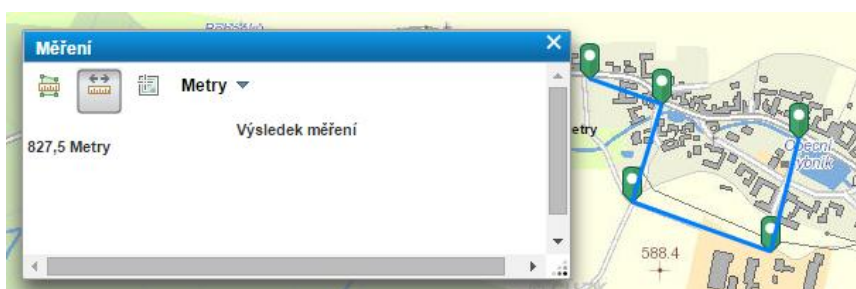 Měření
Metry
Výsledek měření
827,5 Metry
etry
Obecní
rybník
588.4